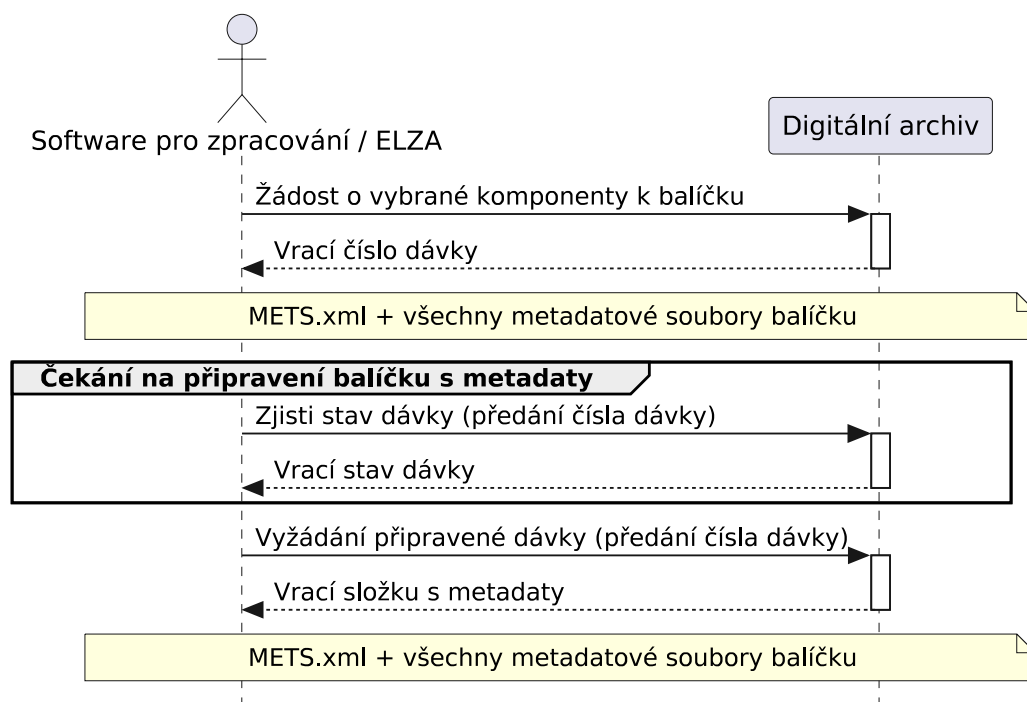 Software pro zpracování / ELZA
Digitální archiv
Žádost o vybrané komponenty k balíčku
Vrací číslo dávky
METS.xml + všechny metadatové soubory balíčku
Čekání na připravení balíčku s metadaty
Zjisti stav dávky (předání čísla dávky)
Vrací stav dávky
Vyžádání připravené dávky (předání čísla dávky)
Vrací složku s metadaty
METS.xml + všechny metadatové soubory balíčku